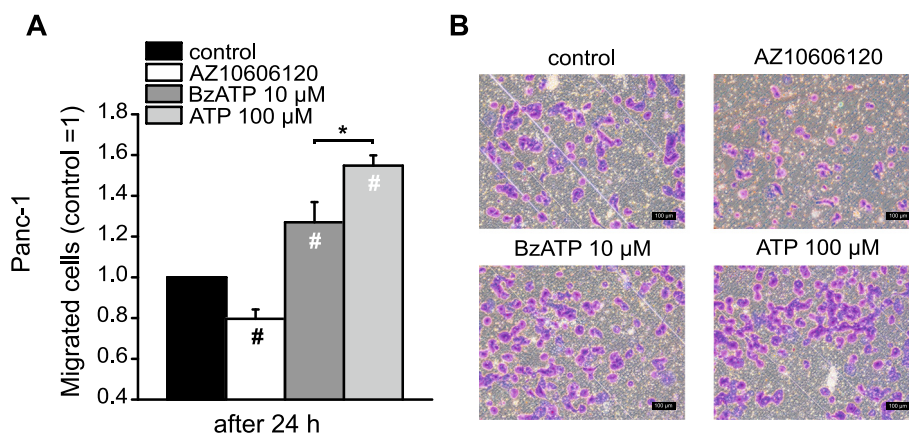 A
control
AZ10606120
BzATP 10 µM
ATP 100 µM
Panc-1
Migrated cells (control =1)
1.8
1.6
1.4
1.2
1.0
0.8
0.6
0.4
*
#
#
#
after 24 h
B
control
AZ10606120
100 µm
100 µm
BzATP 10 µM
ATP 100 µM
100 µm
100 µm